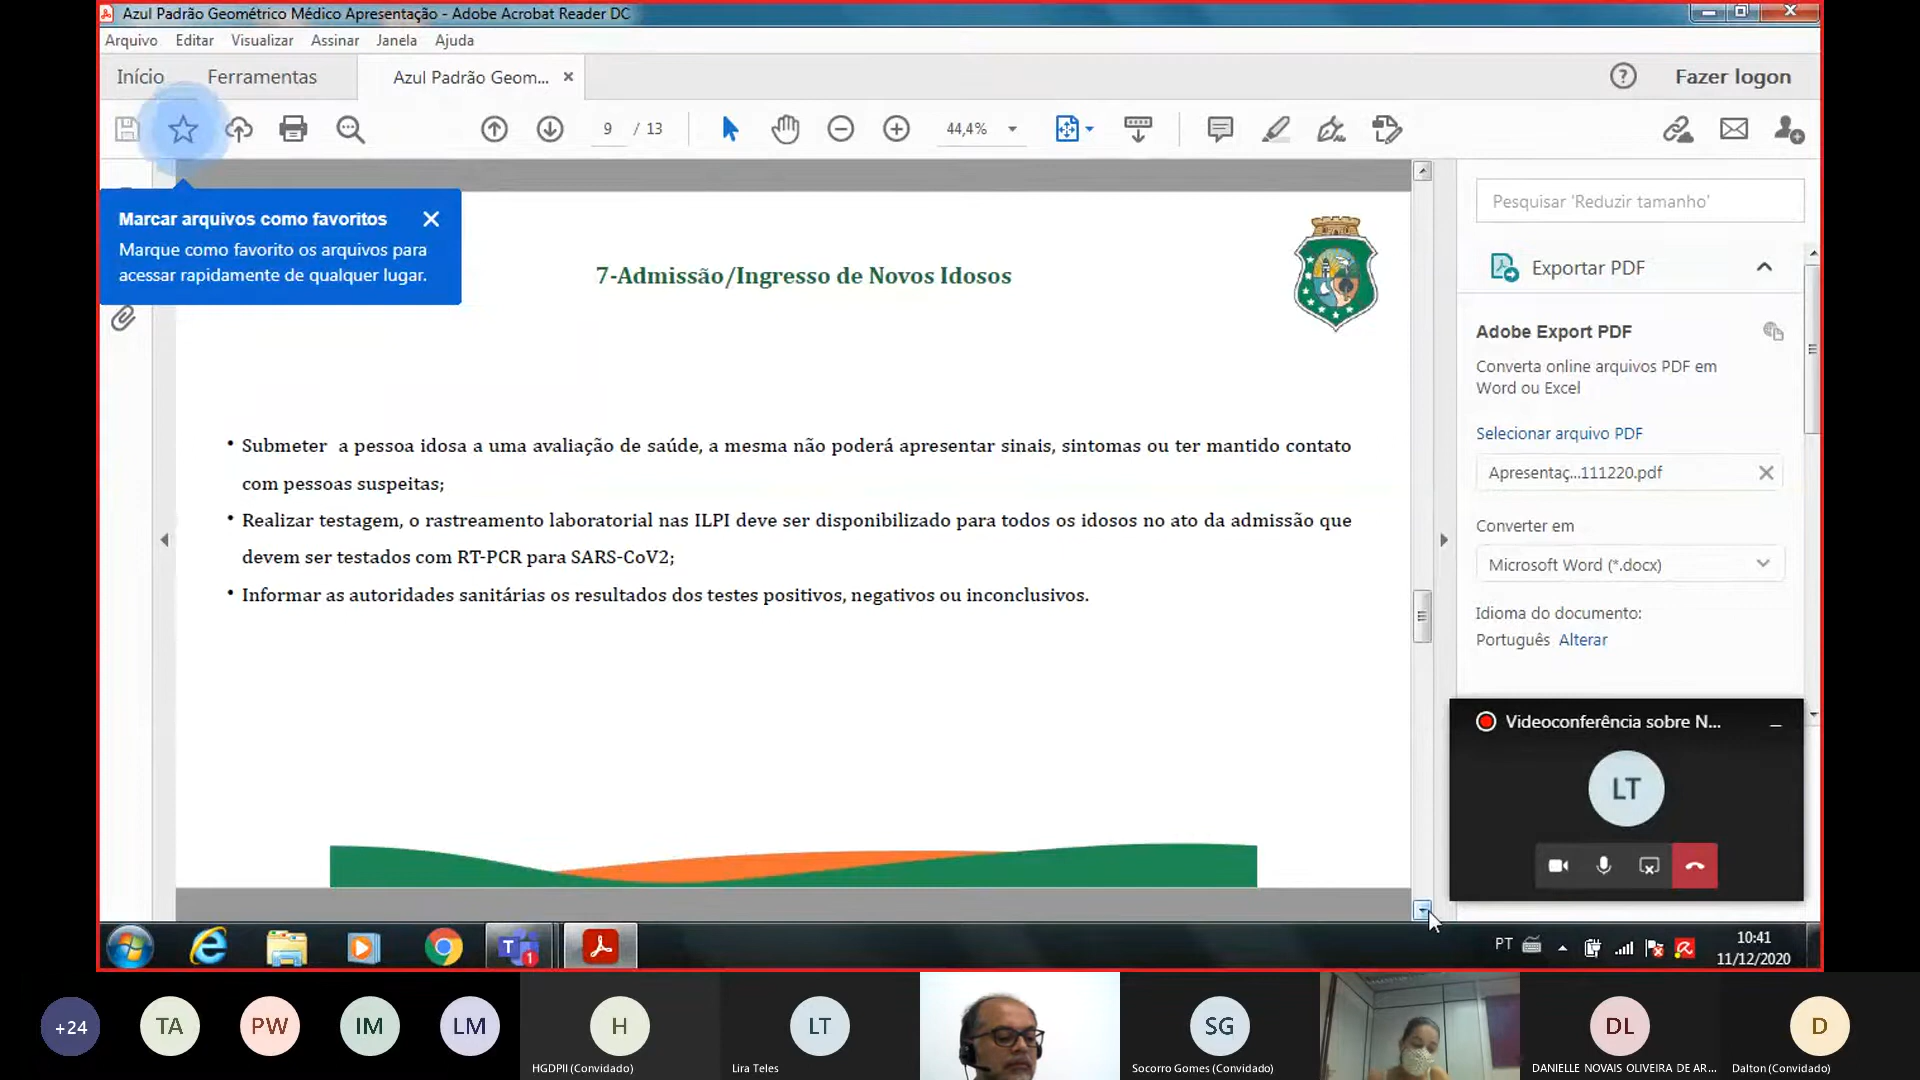 Azul Padrão Geométrico Médico Apresentação - Adobe Acrobat Reader DC
Arquivo Editar Visualizar Assinar Janela Ajuda
Início Ferramentas Azul Padrão Geom... × Fazer logon
9 / 13 44,4%
Marcar arquivos como favoritos
Marque como favorito os arquivos para
acessar rapidamente de qualquer lugar.
7-Admissão/Ingresso de Novos Idosos
• Submeter a pessoa idosa a uma avaliação de saúde, a mesma não poderá apresentar sinais, sintomas ou ter mantido contato
com pessoas suspeitas;
• Realizar testagem, o rastreamento laboratorial nas ILPI deve ser disponibilizado para todos os idosos no ato da admissão que
devem ser testados com RT-PCR para SARS-CoV2;
• Informar as autoridades sanitárias os resultados dos testes positivos, negativos ou inconclusivos.
Pesquisar 'Reduzir tamanho'
Exportar PDF
Adobe Export PDF
Converta online arquivos PDF em
Word ou Excel
Selecionar arquivo PDF
Apresentaç...111220.pdf
Converter em
Microsoft Word (*.docx)
Idioma do documento:
Português Alterar
Videoconferência sobre N...
LT
PT
10:41
11/12/2020
1
+24
TA
PW
IM
LM
H
HGDPII (Convidado)
LT
Lira Teles
SG
Socorro Gomes (Convidado)
DL
DANIELLE NOVAIS OLIVEIRA DE AR...
D
Dalton (Convidado)